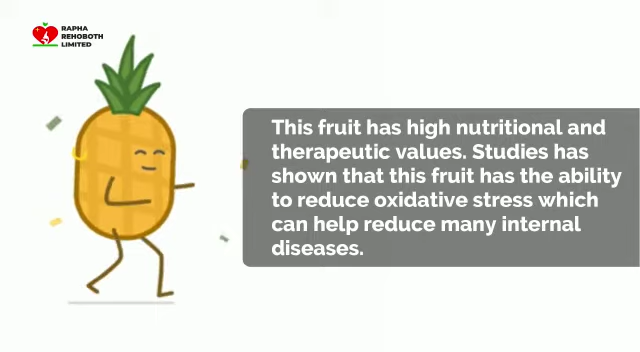 RAPHA
REHOBOTH
LIMITED
This fruit has high nutritional and
therapeutic values. Studies has
shown that this fruit has the ability
to reduce oxidative stress which
can help reduce many internal
diseases.